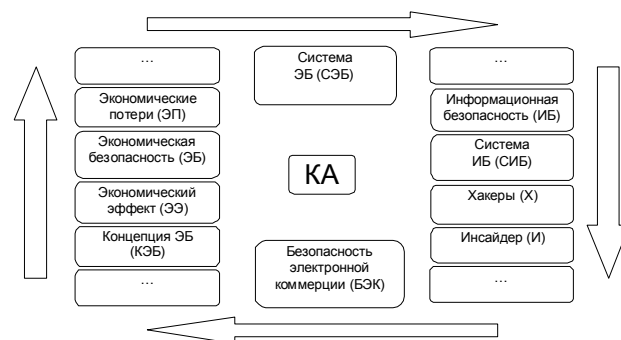 …
Экономические
потери (ЭП)
Экономическая
безопасность (ЭБ)
Экономический
эффект (ЭЭ)
Концепция ЭБ
(КЭБ)
…
Система
ЭБ (СЭБ)
КА
Безопасность
электронной
коммерции (БЭК)
…
Информационная
безопасность (ИБ)
Система
ИБ (СИБ)
Хакеры (Х)
Инсайдер (И)
…